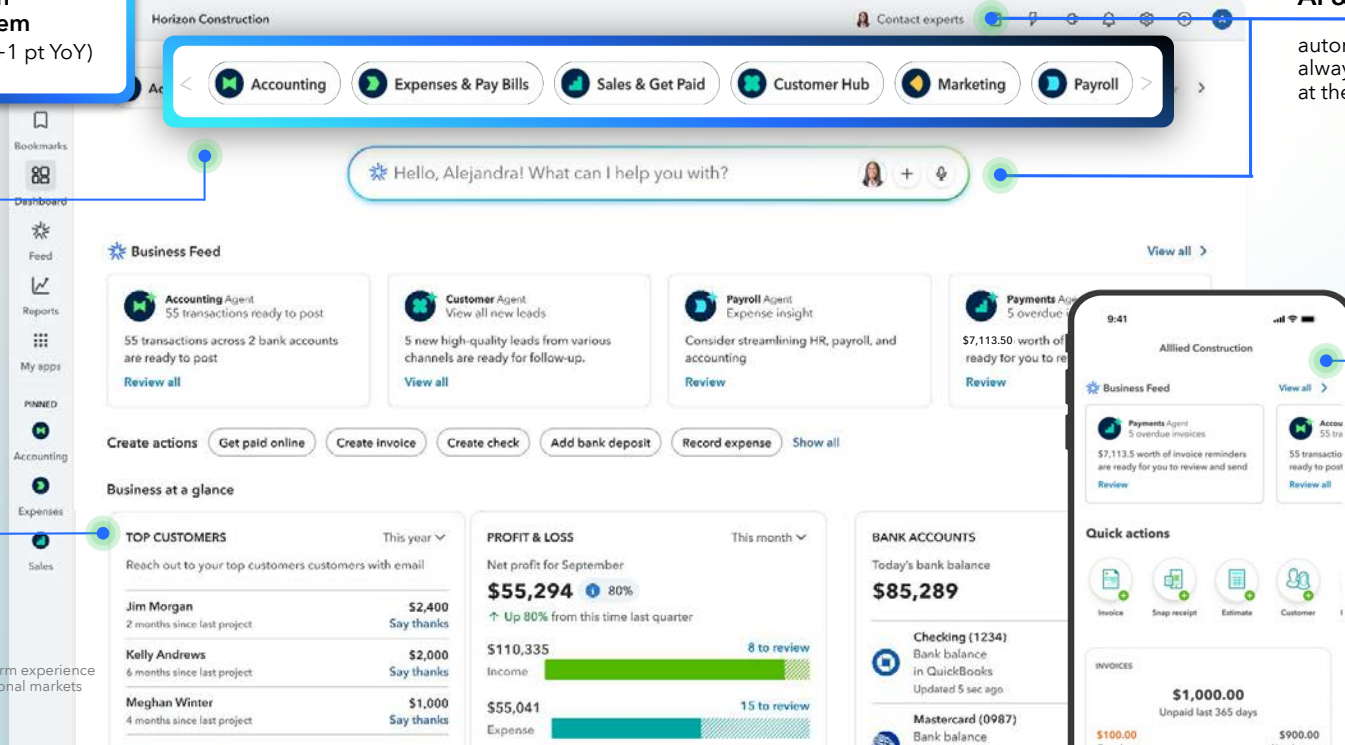 em
+1 pt YoY)
Horizon Construction
Contact experts
autor
alway
at the
Accounting
Expenses & Pay Bills
Sales & Get Paid
Customer Hub
Marketing
Payroll
Hello, Alejandra! What can I help you with?
Bookmarks
Dashboard
Feed
Reports
My apps
PINNED
Accounting
Expenses
Sales
rm experience
onal markets
Business Feed
View all
Accounting Agent
55 transactions ready to post
55 transactions across 2 bank accounts
are ready to post
Review all
Customer Agent
View all new leads
5 new high-quality leads from various
channels are ready for follow-up.
View all
Payroll Agent
Expense insight
Consider streamlining HR, payroll, and
accounting
Review
Payments Age
5 overdue
$7,113.50 worth of
ready for you to re
Review
Create actions
Get paid online
Create invoice
Create check
Add bank deposit
Record expense
Show all
Business at a glance
TOP CUSTOMERS
This year
Reach out to your top customers customers with email
Jim Morgan
$2,400
2 months since last project
Say thanks
Kelly Andrews
$2,000
6 months since last project
Say thanks
Meghan Winter
$1,000
4 months since last project
Say thanks
PROFIT & LOSS
This month
Net profit for September
$55,294
80%
Up 80% from this time last quarter
$110,335
8 to review
Income
$55,041
15 to review
Expense
BANK ACCOUNTS
Today's bank balance
$85,289
Checking (1234)
Bank balance
in QuickBooks
Updated 5 sec ago
Mastercard (0987)
Bank balance
9:41
Alllied Construction
Business Feed
View all
Payments Agent
5 overdue invoices
$7,113.5 worth of invoice reminders
are ready for you to review and send
Review
Accou
55 tra
55 transactio
ready to post
Review all
Quick actions
Invoice
Snap receipt
Estimate
Customer
INVOICES
$1,000.00
Unpaid last 365 days
$100.00
$900.00